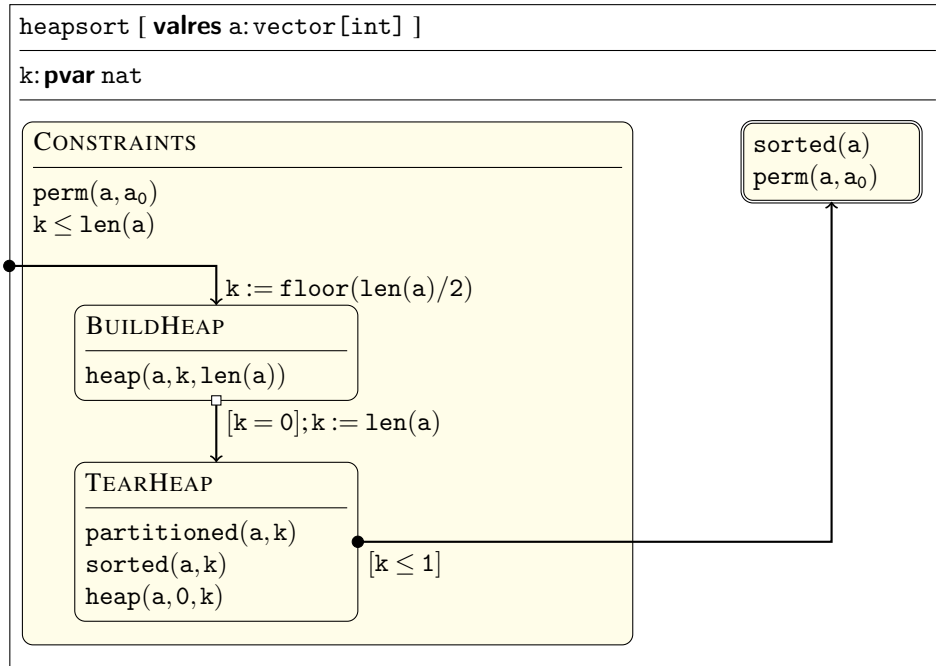 heapsort [ valres a: vector[int] ]
k: pvar nat
CONSTRAINTS
perm(a, a₀)
k ≤ len(a)
k := floor(len(a)/2)
BUILDHEAP
heap(a, k, len(a))
[k = 0]; k := len(a)
TEARHEAP
partitioned(a, k)
sorted(a, k)
heap(a, 0, k)
[k ≤ 1]
sorted(a)
perm(a, a₀)